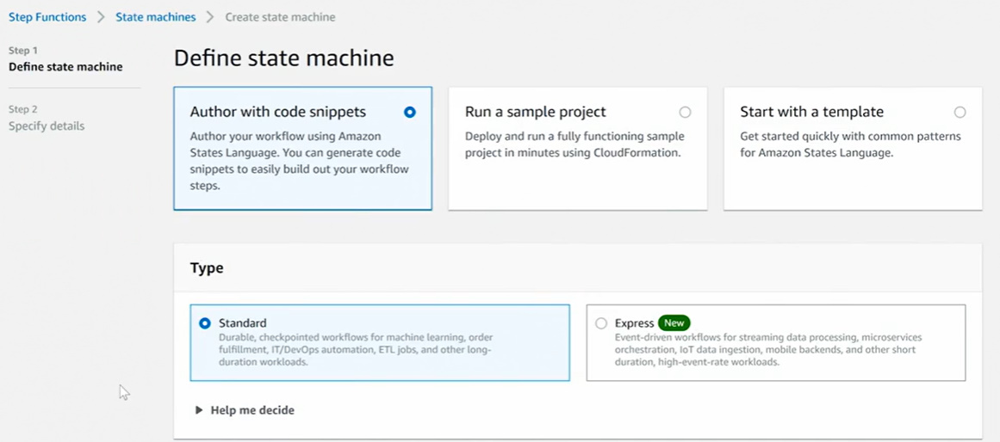 Step Functions > State machines > Create state machine
Step 1
Define state machine
Step 2
Specify details
Define state machine
Author with code snippets
Author your workflow using Amazon
States Language. You can generate code
snippets to easily build out your workflow
steps.
Run a sample project
Deploy and run a fully functioning sample
project in minutes using CloudFormation.
Start with a template
Get started quickly with common patterns
for Amazon States Language.
Type
Standard
Durable, checkpointed workflows for machine learning, order
fulfillment, IT/DevOps automation, ETL jobs, and other long-
duration workloads.
Express New
Event-driven workflows for streaming data processing, microservices
orchestration, IoT data ingestion, mobile backends, and other short
duration, high-event-rate workloads.
Help me decide